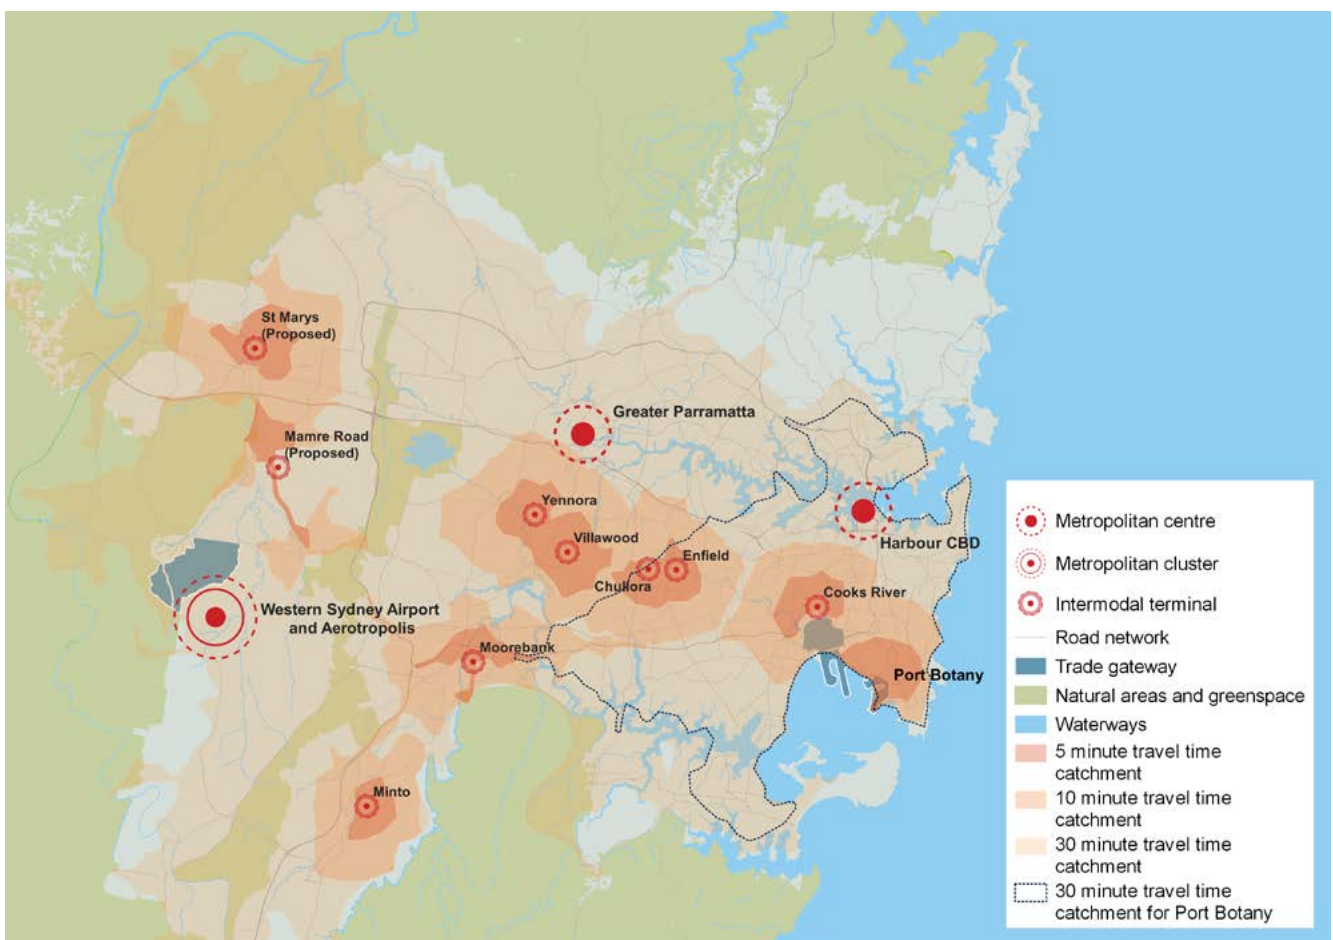 St Marys
(Proposed)
Mamre Road
(Proposed)
Greater Parramatta
Yennora
Villawood
Chullora
Enfield
Harbour CBD
Cooks River
Western Sydney Airport
and Aerotropolis
Moorebank
Port Botany
Minto
Metropolitan centre
Metropolitan cluster
Intermodal terminal
Road network
Trade gateway
Natural areas and greenspace
Waterways
5 minute travel time
catchment
10 minute travel time
catchment
30 minute travel time
catchment
30 minute travel time
catchment for Port Botany